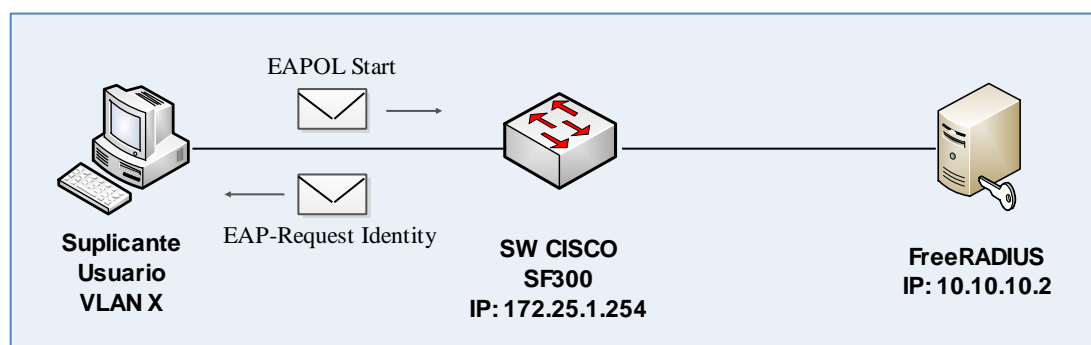 EAPOL Start
EAP-Request Identity
Suplicante
Usuario
VLAN X
SW CISCO
SF300
IP: 172.25.1.254
FreeRADIUS
IP: 10.10.10.2